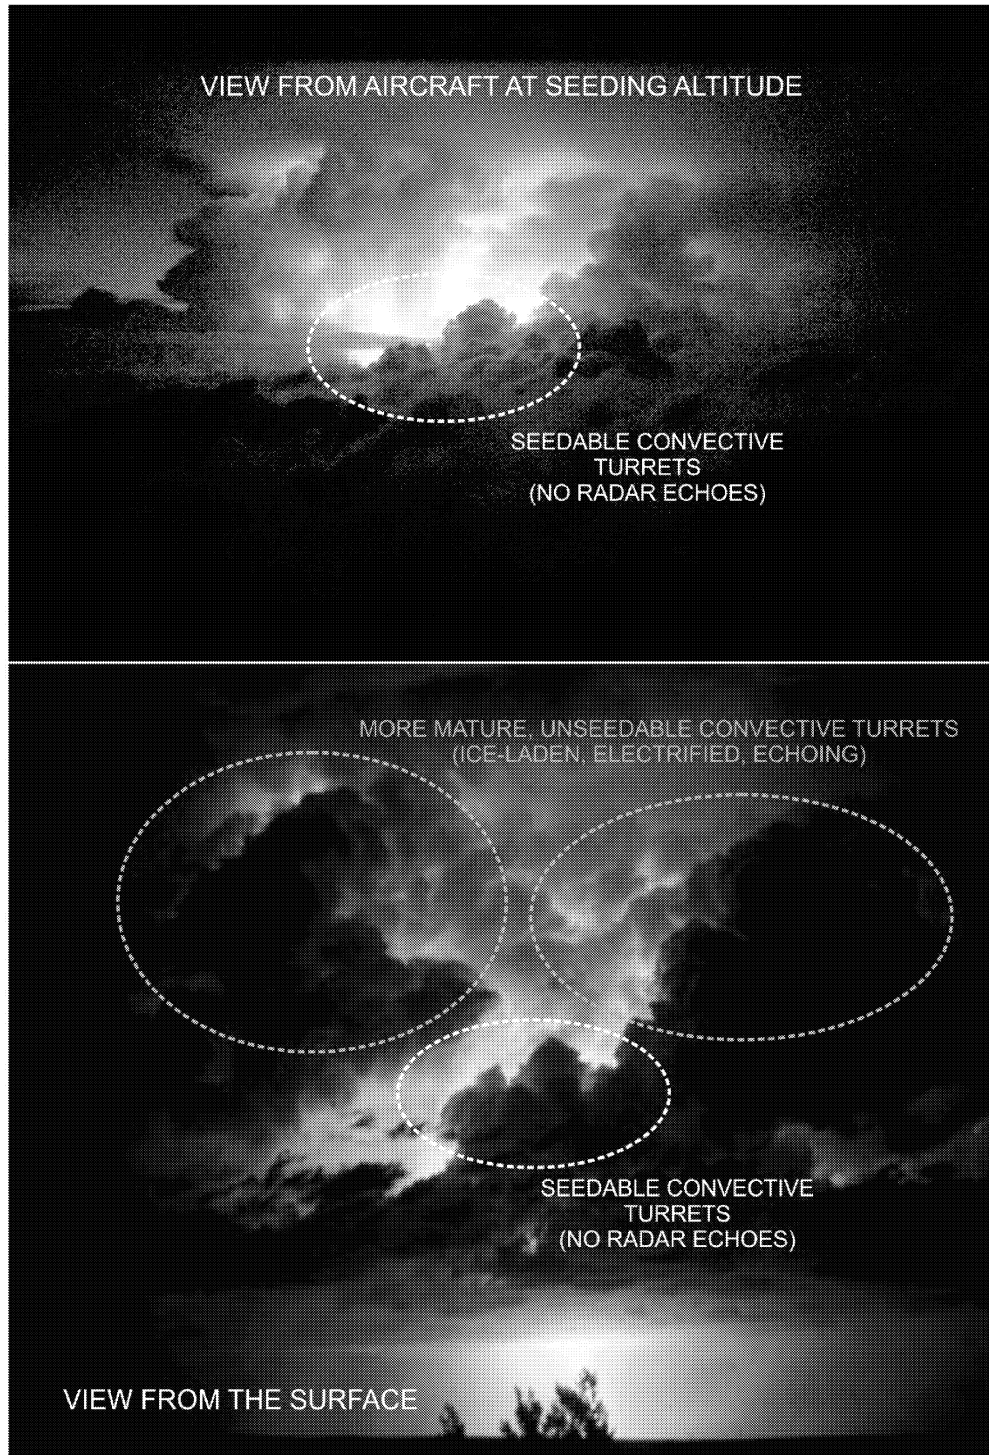 VIEW FROM AIRCRAFT AT SEEDING ALTITUDE
SEEDABLE CONVECTIVE
TURRETS
(NO RADAR ECHOES)
MORE MATURE, UNSEEDABLE CONVECTIVE TURRETS
(ICE-LADEN, ELECTRIFIED, ECHOING)
SEEDABLE CONVECTIVE
TURRETS
(NO RADAR ECHOES)
VIEW FROM THE SURFACE